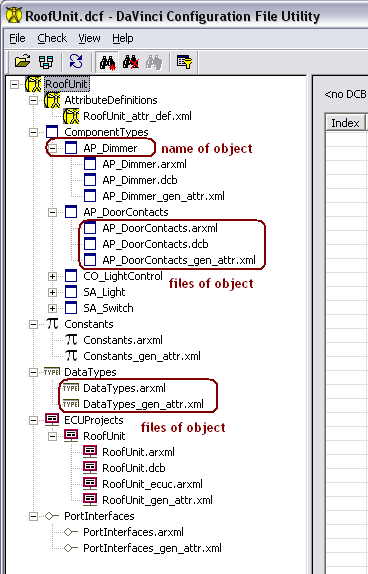 RoofUnit.dcf - DaVinci Configuration File Utility
File Check View Help
<no DCB
Index
RoofUnit
AttributeDefinitions
RoofUnit_attr_def.xml
ComponentTypes
AP_Dimmer name of object
AP_Dimmer.arxml
AP_Dimmer.dcb
AP_Dimmer_gen_attr.xml
AP_DoorContacts
AP_DoorContacts.arxml
AP_DoorContacts.dcb
AP_DoorContacts_gen_attr.xml
CO_LightControl
files of object
SA_Light
SA_Switch
Constants
Constants.arxml
Constants_gen_attr.xml
DataTypes
TYPE DataTypes.arxml
TYPE DataTypes_gen_attr.xml
ECUProjects
files of object
RoofUnit
RoofUnit.arxml
RoofUnit.dcb
RoofUnit_ecuc.arxml
RoofUnit_gen_attr.xml
PortInterfaces
PortInterfaces.arxml
PortInterfaces_gen_attr.xml